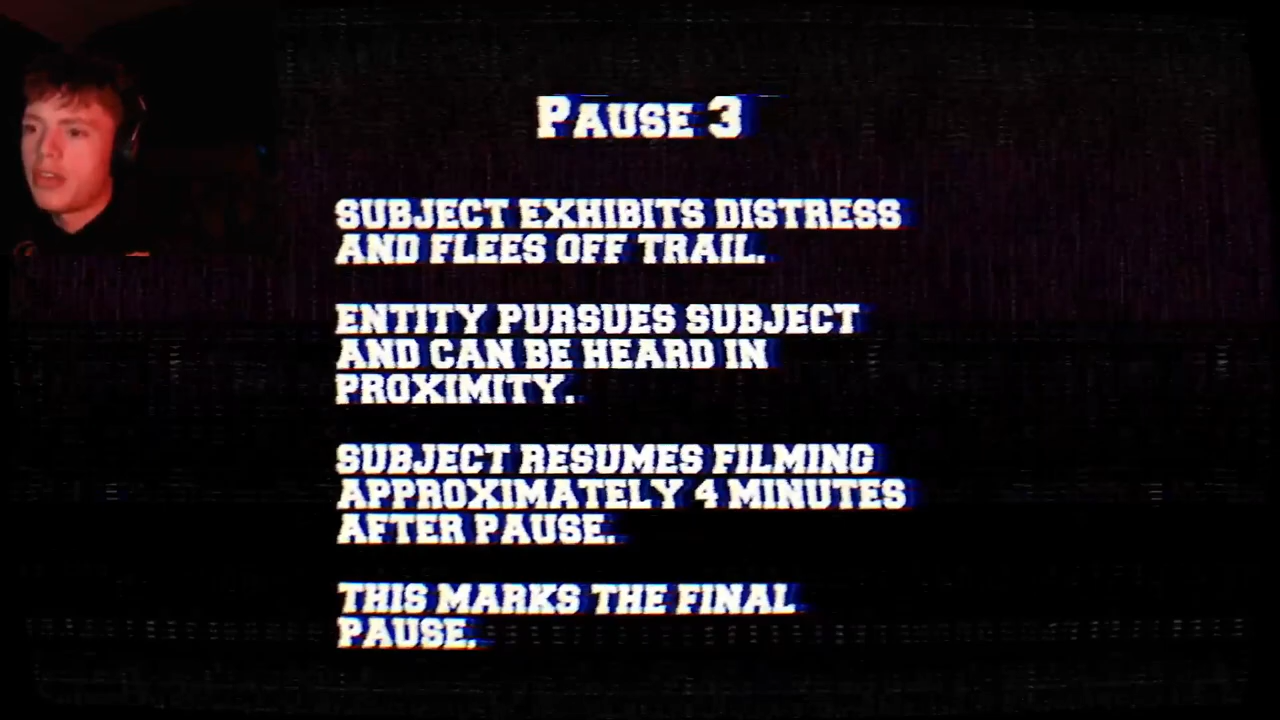 PAUSE 3
SUBJECT EXHIBITS DISTRESS
AND FLEES OFF TRAIL.
ENTITY PURSUES SUBJECT
AND CAN BE HEARD IN
PROXIMITY.
SUBJECT RESUMES FILMING
APPROXIMATELY 4 MINUTES
AFTER PAUSE.
THIS MARKS THE FINAL
PAUSE.